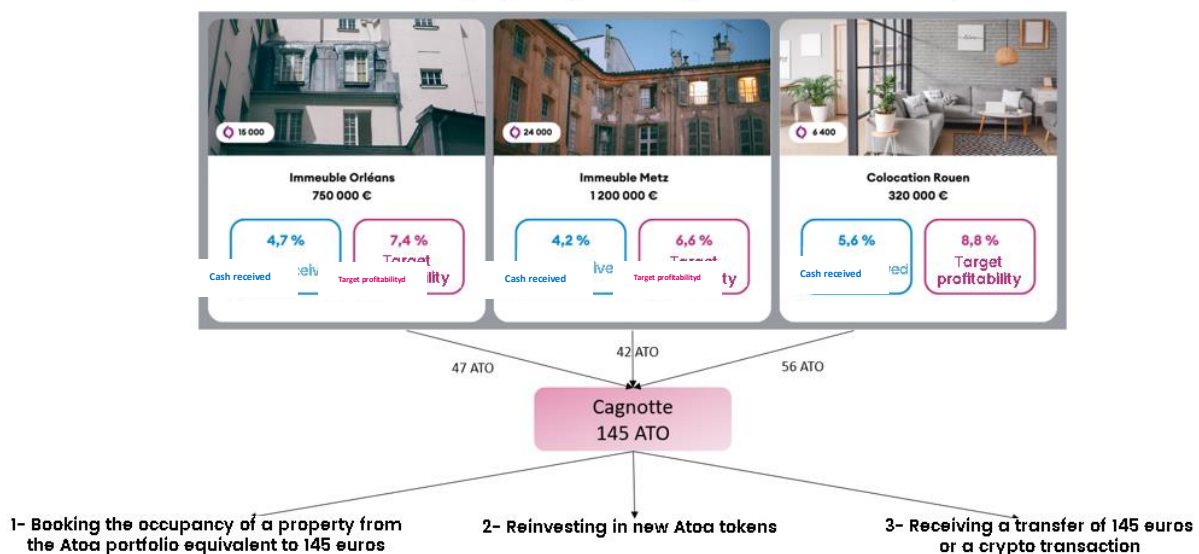 15 000
24 000
6 400
Immeuble Orléans
750 000 €
Immeuble Metz
1 200 000 €
Colocation Rouen
320 000 €
4,7 %
7,4 %
Target
Cash received
Target profitabilityd
4,2 %
6,6 %
Cash received
Target profitabilityd
5,6 %
Cash received
8,8 %
Target
profitability
47 ATO
42 ATO
56 ATO
Cagnotte
145 ATO
1- Booking the occupancy of a property from
the Atoa portfolio equivalent to 145 euros
2- Reinvesting in new Atoa tokens
3- Receiving a transfer of 145 euros
or a crypto transaction